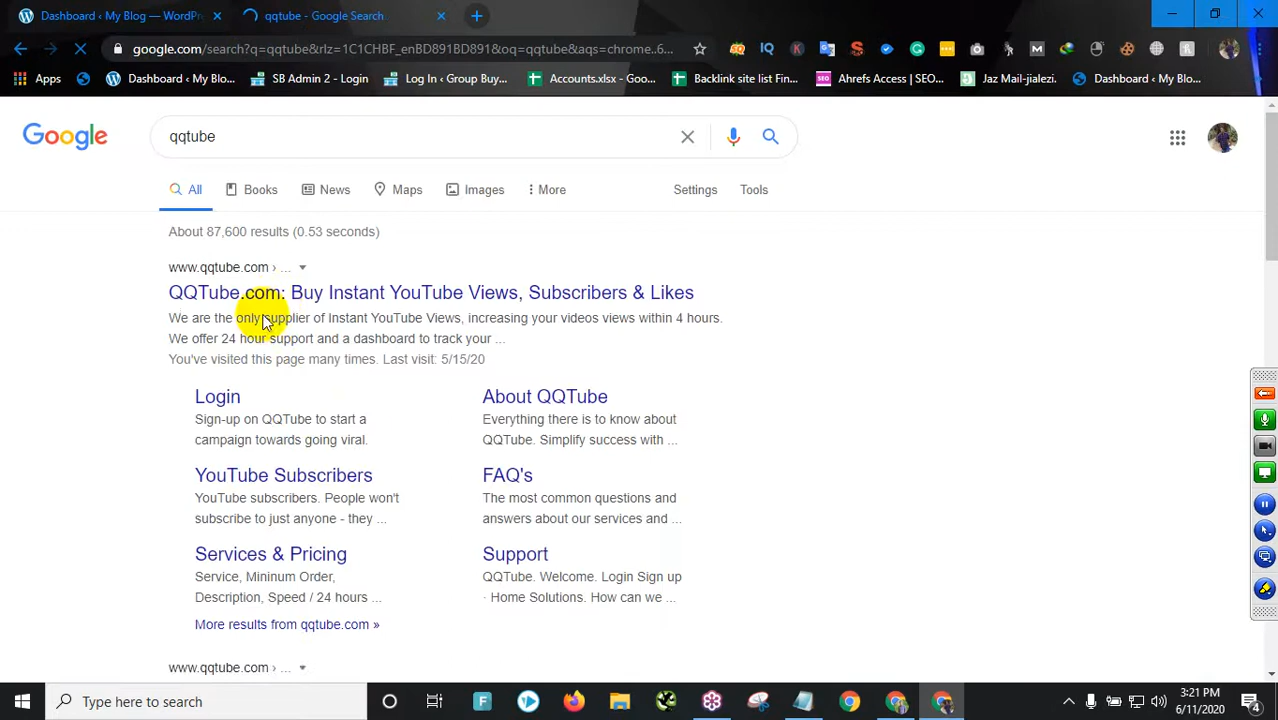 Dashboard ‹ My Blog — WordPr
qqtube - Google Search
google.com/search?q=qqtube&rlz=1C1CHBF_enBD891BD891&oq=qqtube&aqs=chrome..6...
Apps
Dashboard ‹ My Blo...
SB Admin 2 - Login
Log In ‹ Group Buy...
Accounts.xlsx - Goo...
Backlink site list Fin...
Ahrefs Access | SEO...
Jaz Mail-jialezi.
Dashboard ‹ My Blo...
Google
qqtube
All
Books
News
Maps
Images
More
Settings
Tools
About 87,600 results (0.53 seconds)
www.qqtube.com › ...
QQTube.com: Buy Instant YouTube Views, Subscribers & Likes
We are the only supplier of Instant YouTube Views, increasing your videos views within 4 hours.
We offer 24 hour support and a dashboard to track your ...
You've visited this page many times. Last visit: 5/15/20
Login
Sign-up on QQTube to start a
campaign towards going viral.
About QQTube
Everything there is to know about
QQTube. Simplify success with ...
YouTube Subscribers
YouTube subscribers. People won't
subscribe to just anyone - they ...
FAQ's
The most common questions and
answers about our services and ...
Services & Pricing
Service, Mininum Order,
Description, Speed / 24 hours ...
Support
QQTube. Welcome. Login Sign up
· Home Solutions. How can we ...
More results from qqtube.com »
www.qqtube.com › ...
Type here to search
3:21 PM
6/11/2020
4